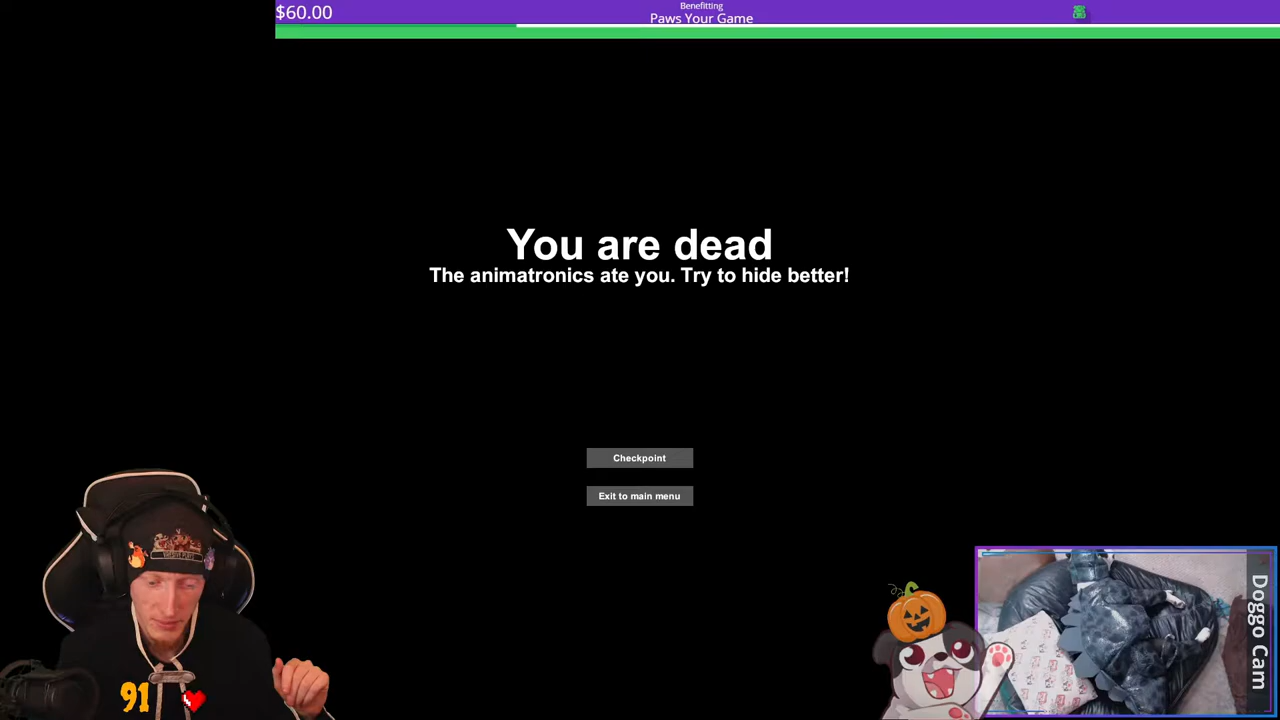 $60.00
Benefitting
Paws Your Game
You are dead
The animatronics ate you. Try to hide better!
Checkpoint
Exit to main menu
91
Doggo Cam